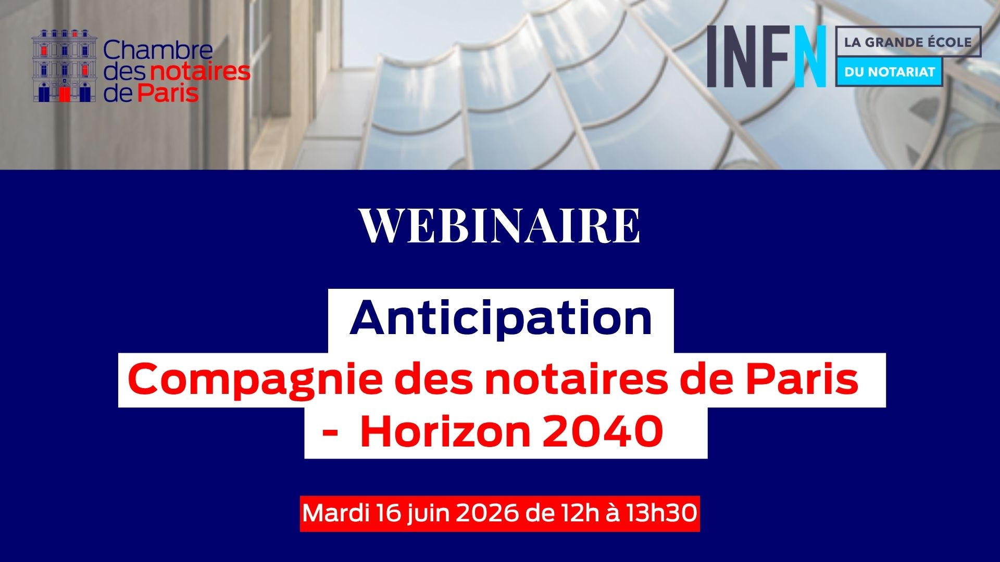 Chambre
des notaires
de Paris
INFN
LA GRANDE ÉCOLE
DU NOTARIAT
WEBINAIRE
Anticipation
Compagnie des notaires de Paris
- Horizon 2040
Mardi 16 juin 2026 de 12h à 13h30